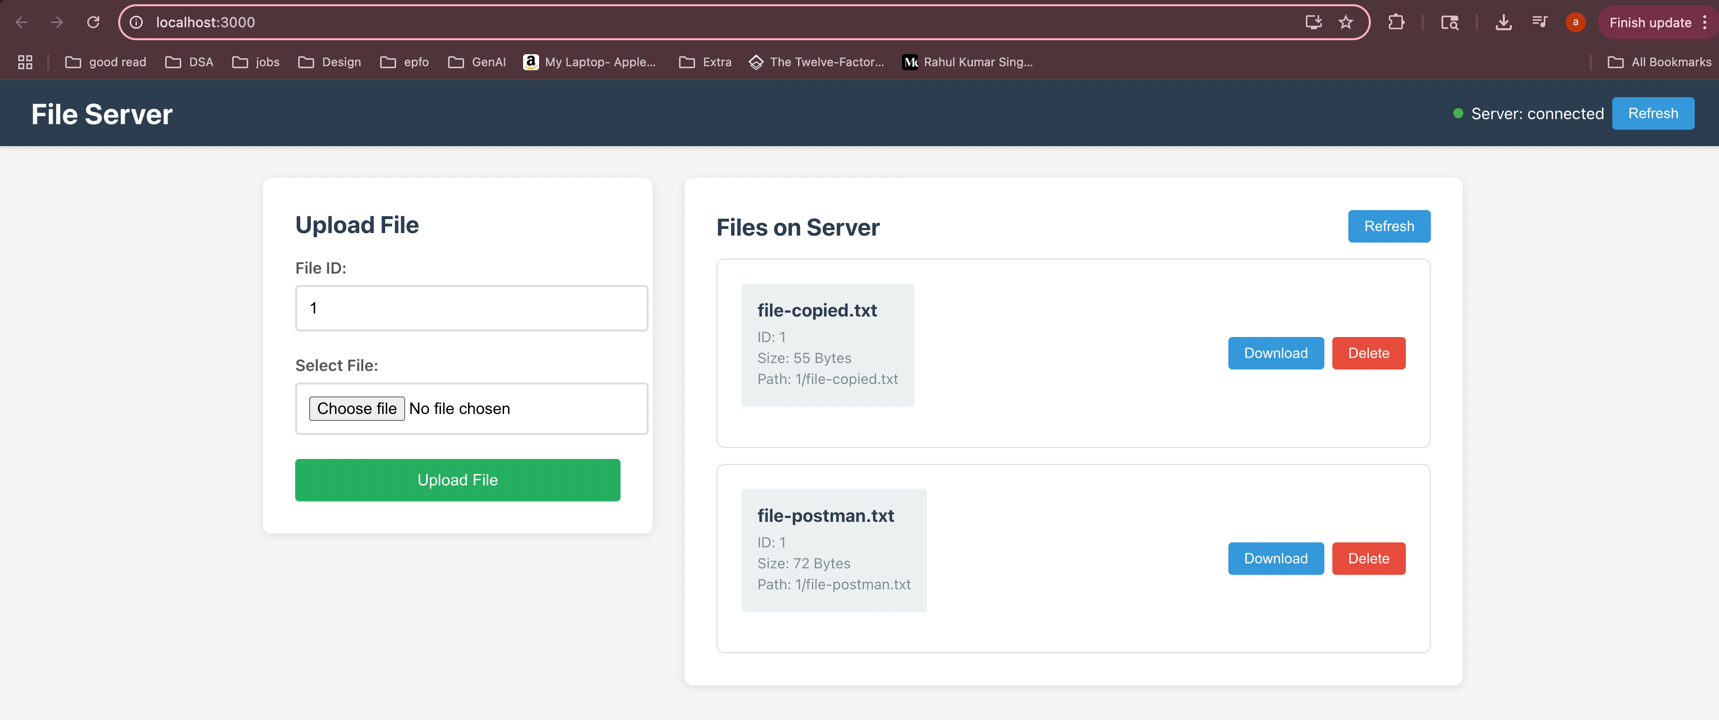 localhost:3000
a
Finish update
good read
DSA
jobs
Design
epfo
GenAI
a My Laptop- Apple...
Extra
The Twelve-Factor...
Rahul Kumar Sing...
All Bookmarks
File Server
Server: connected
Refresh
Upload File
File ID:
1
Select File:
Choose file No file chosen
Upload File
Files on Server
Refresh
file-copied.txt
ID: 1
Size: 55 Bytes
Path: 1/file-copied.txt
Download
Delete
file-postman.txt
ID: 1
Size: 72 Bytes
Path: 1/file-postman.txt
Download
Delete